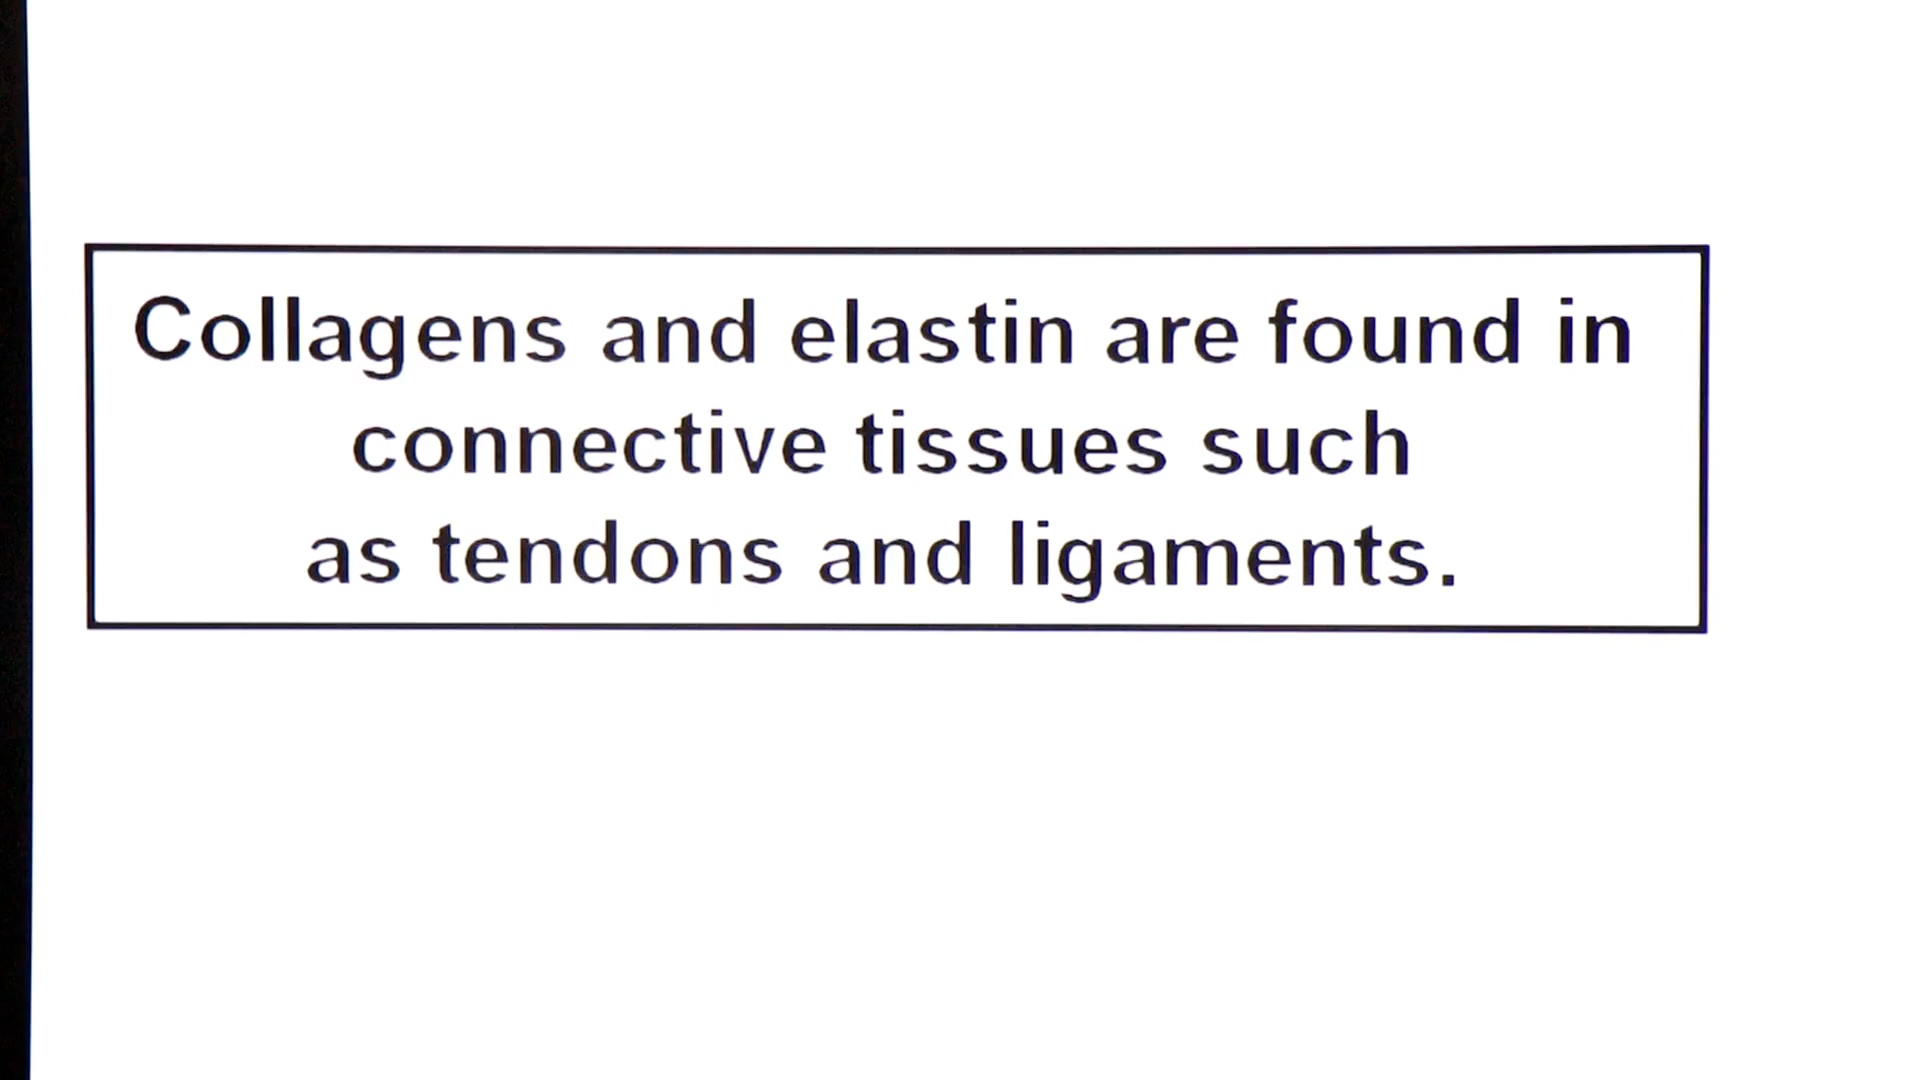 Collagens and elastin are found in
connective tissues such
as tendons and ligaments.